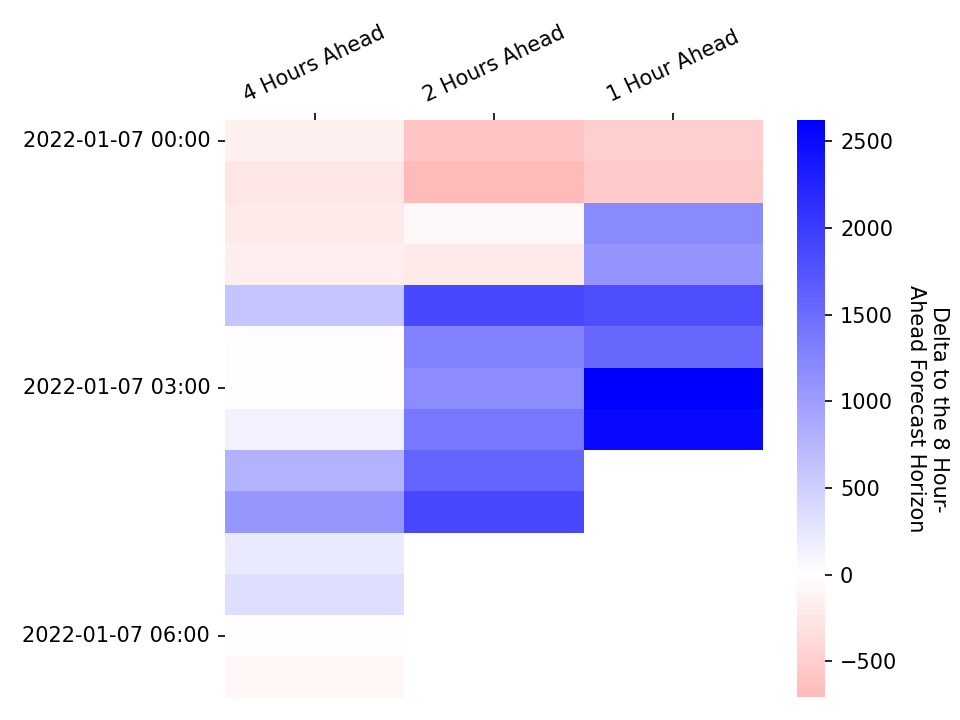 4 Hours Ahead
2 Hours Ahead
1 Hour Ahead
2022-01-07 00:00
2022-01-07 03:00
2022-01-07 06:00
2500
2000
1500
1000
500
0
−500
Delta to the 8 Hour-
Ahead Forecast Horizon